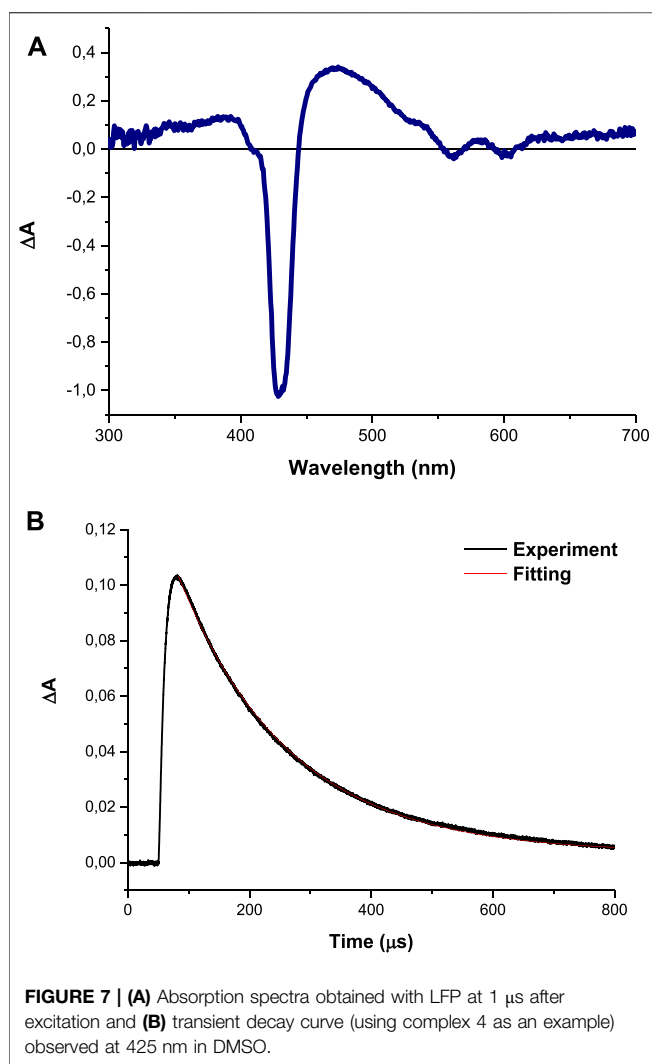 A
0,4
0,2
0,0
-0,2
-0,4
-0,6
-0,8
-1,0
ΔA
300 400 500 600 700
Wavelength (nm)
B
0,12
0,10
0,08
0,06
0,04
0,02
0,00
ΔA
Experiment
Fitting
0 200 400 600 800
Time (μs)
FIGURE 7 | (A) Absorption spectra obtained with LFP at 1 μs after
excitation and (B) transient decay curve (using complex 4 as an example)
observed at 425 nm in DMSO.